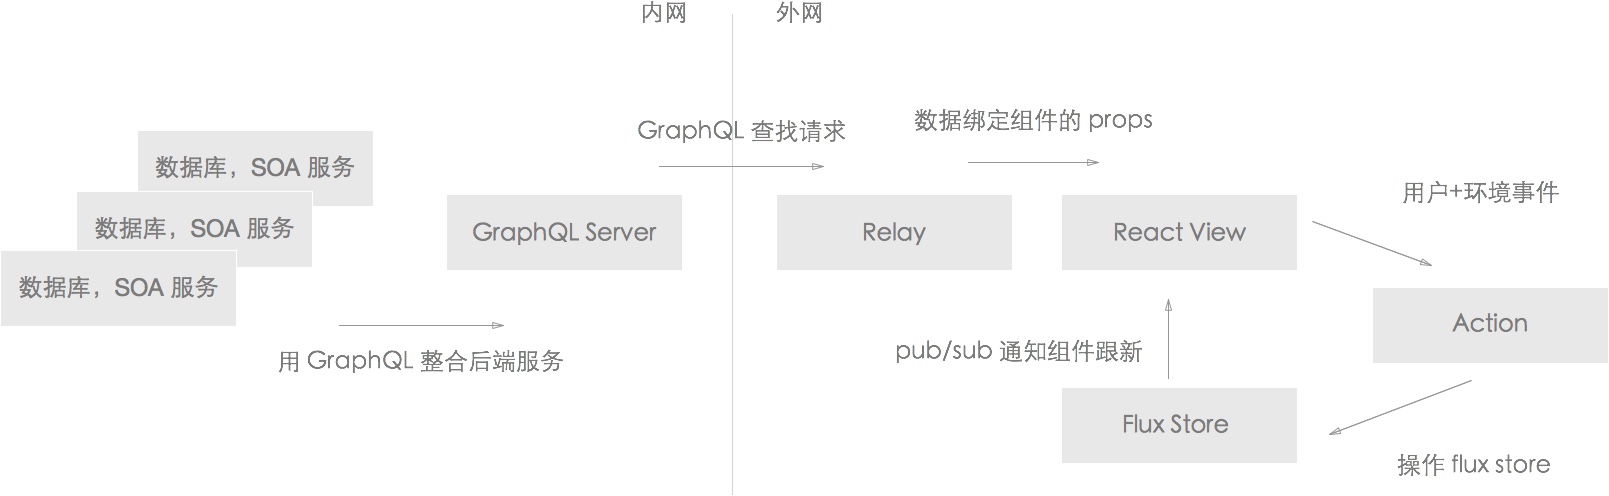 内网
外网
GraphQL 查找请求
数据绑定组件的 props
数据库，SOA 服务
数据库，SOA 服务
数据库，SOA 服务
GraphQL Server
Relay
React View
用户+环境事件
用 GraphQL 整合后端服务
pub/sub 通知组件跟新
Action
Flux Store
操作 flux store